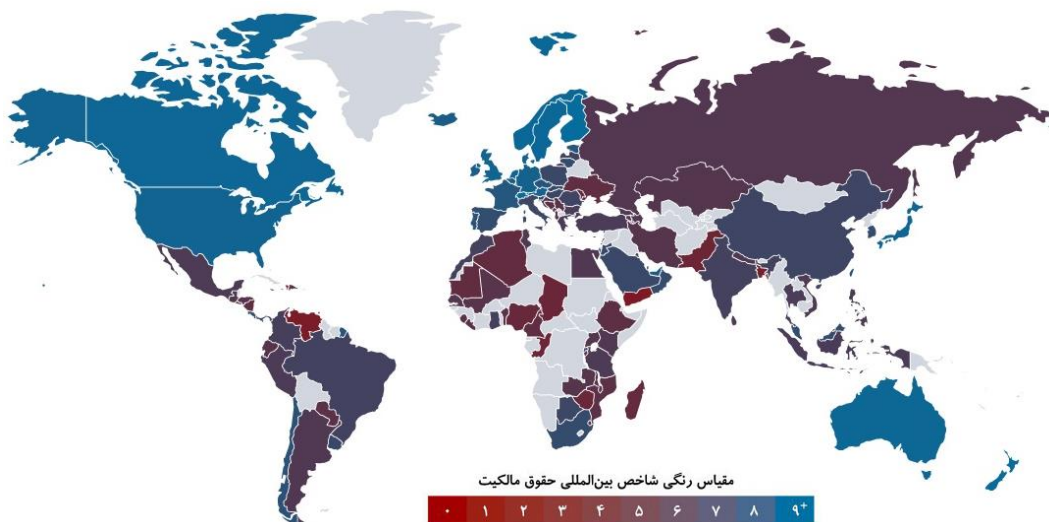 مقیاس رنگی شاخص بین‌المللی حقوق مالکیت
۰ ۱ ۲ ۳ ۴ ۵ ۶ ۷ ۸ ۹⁺